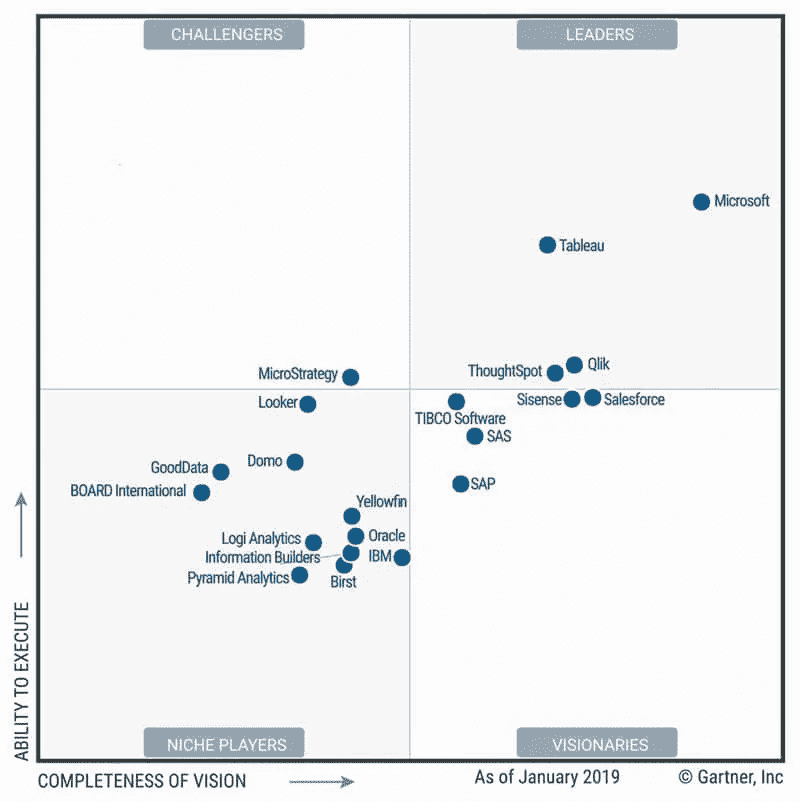 CHALLENGERS
LEADERS
Microsoft
Tableau
Qlik
ThoughtSpot
MicroStrategy
Looker
Sisense
Salesforce
TIBCO Software
SAS
Domo
GoodData
SAP
BOARD International
Yellowfin
Oracle
Logi Analytics
Information Builders
IBM
Pyramid Analytics
Birst
ABILITY TO EXECUTE
NICHE PLAYERS
VISIONARIES
COMPLETENESS OF VISION
As of January 2019
© Gartner, Inc